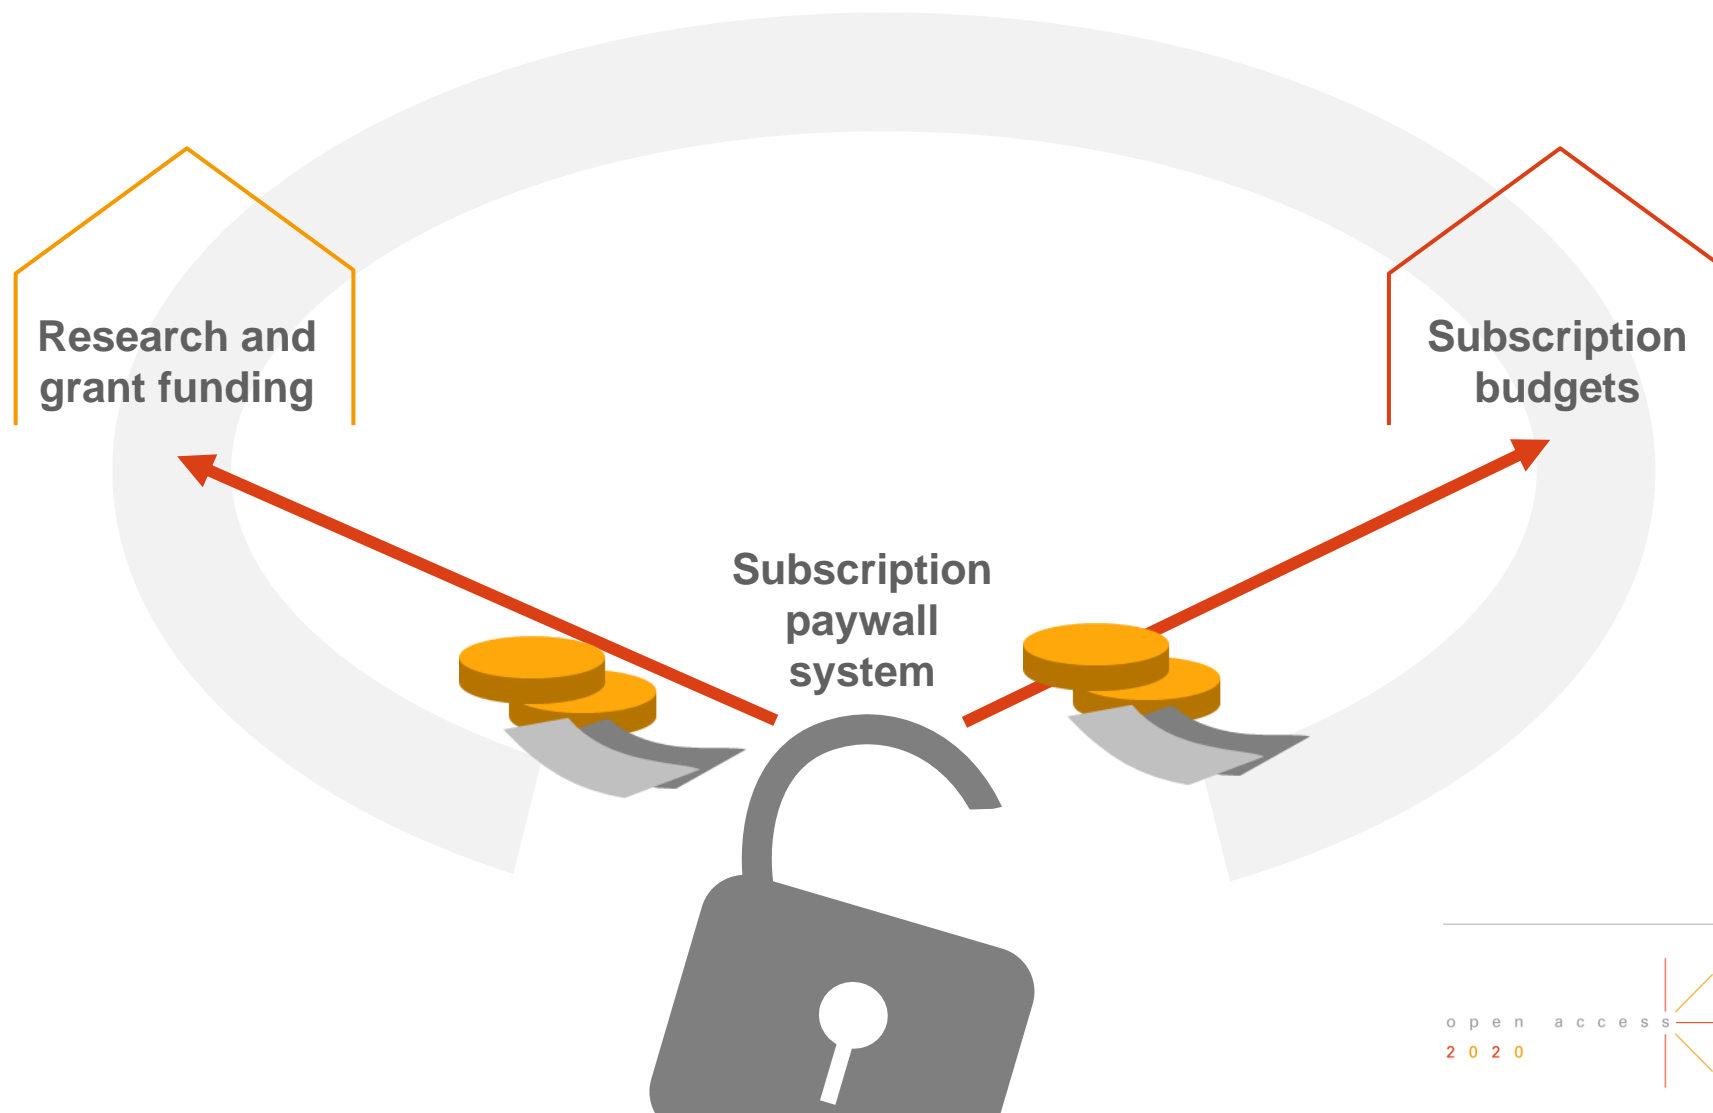 Research and
grant funding
Subscription
budgets
Subscription
paywall
system
open access
2020